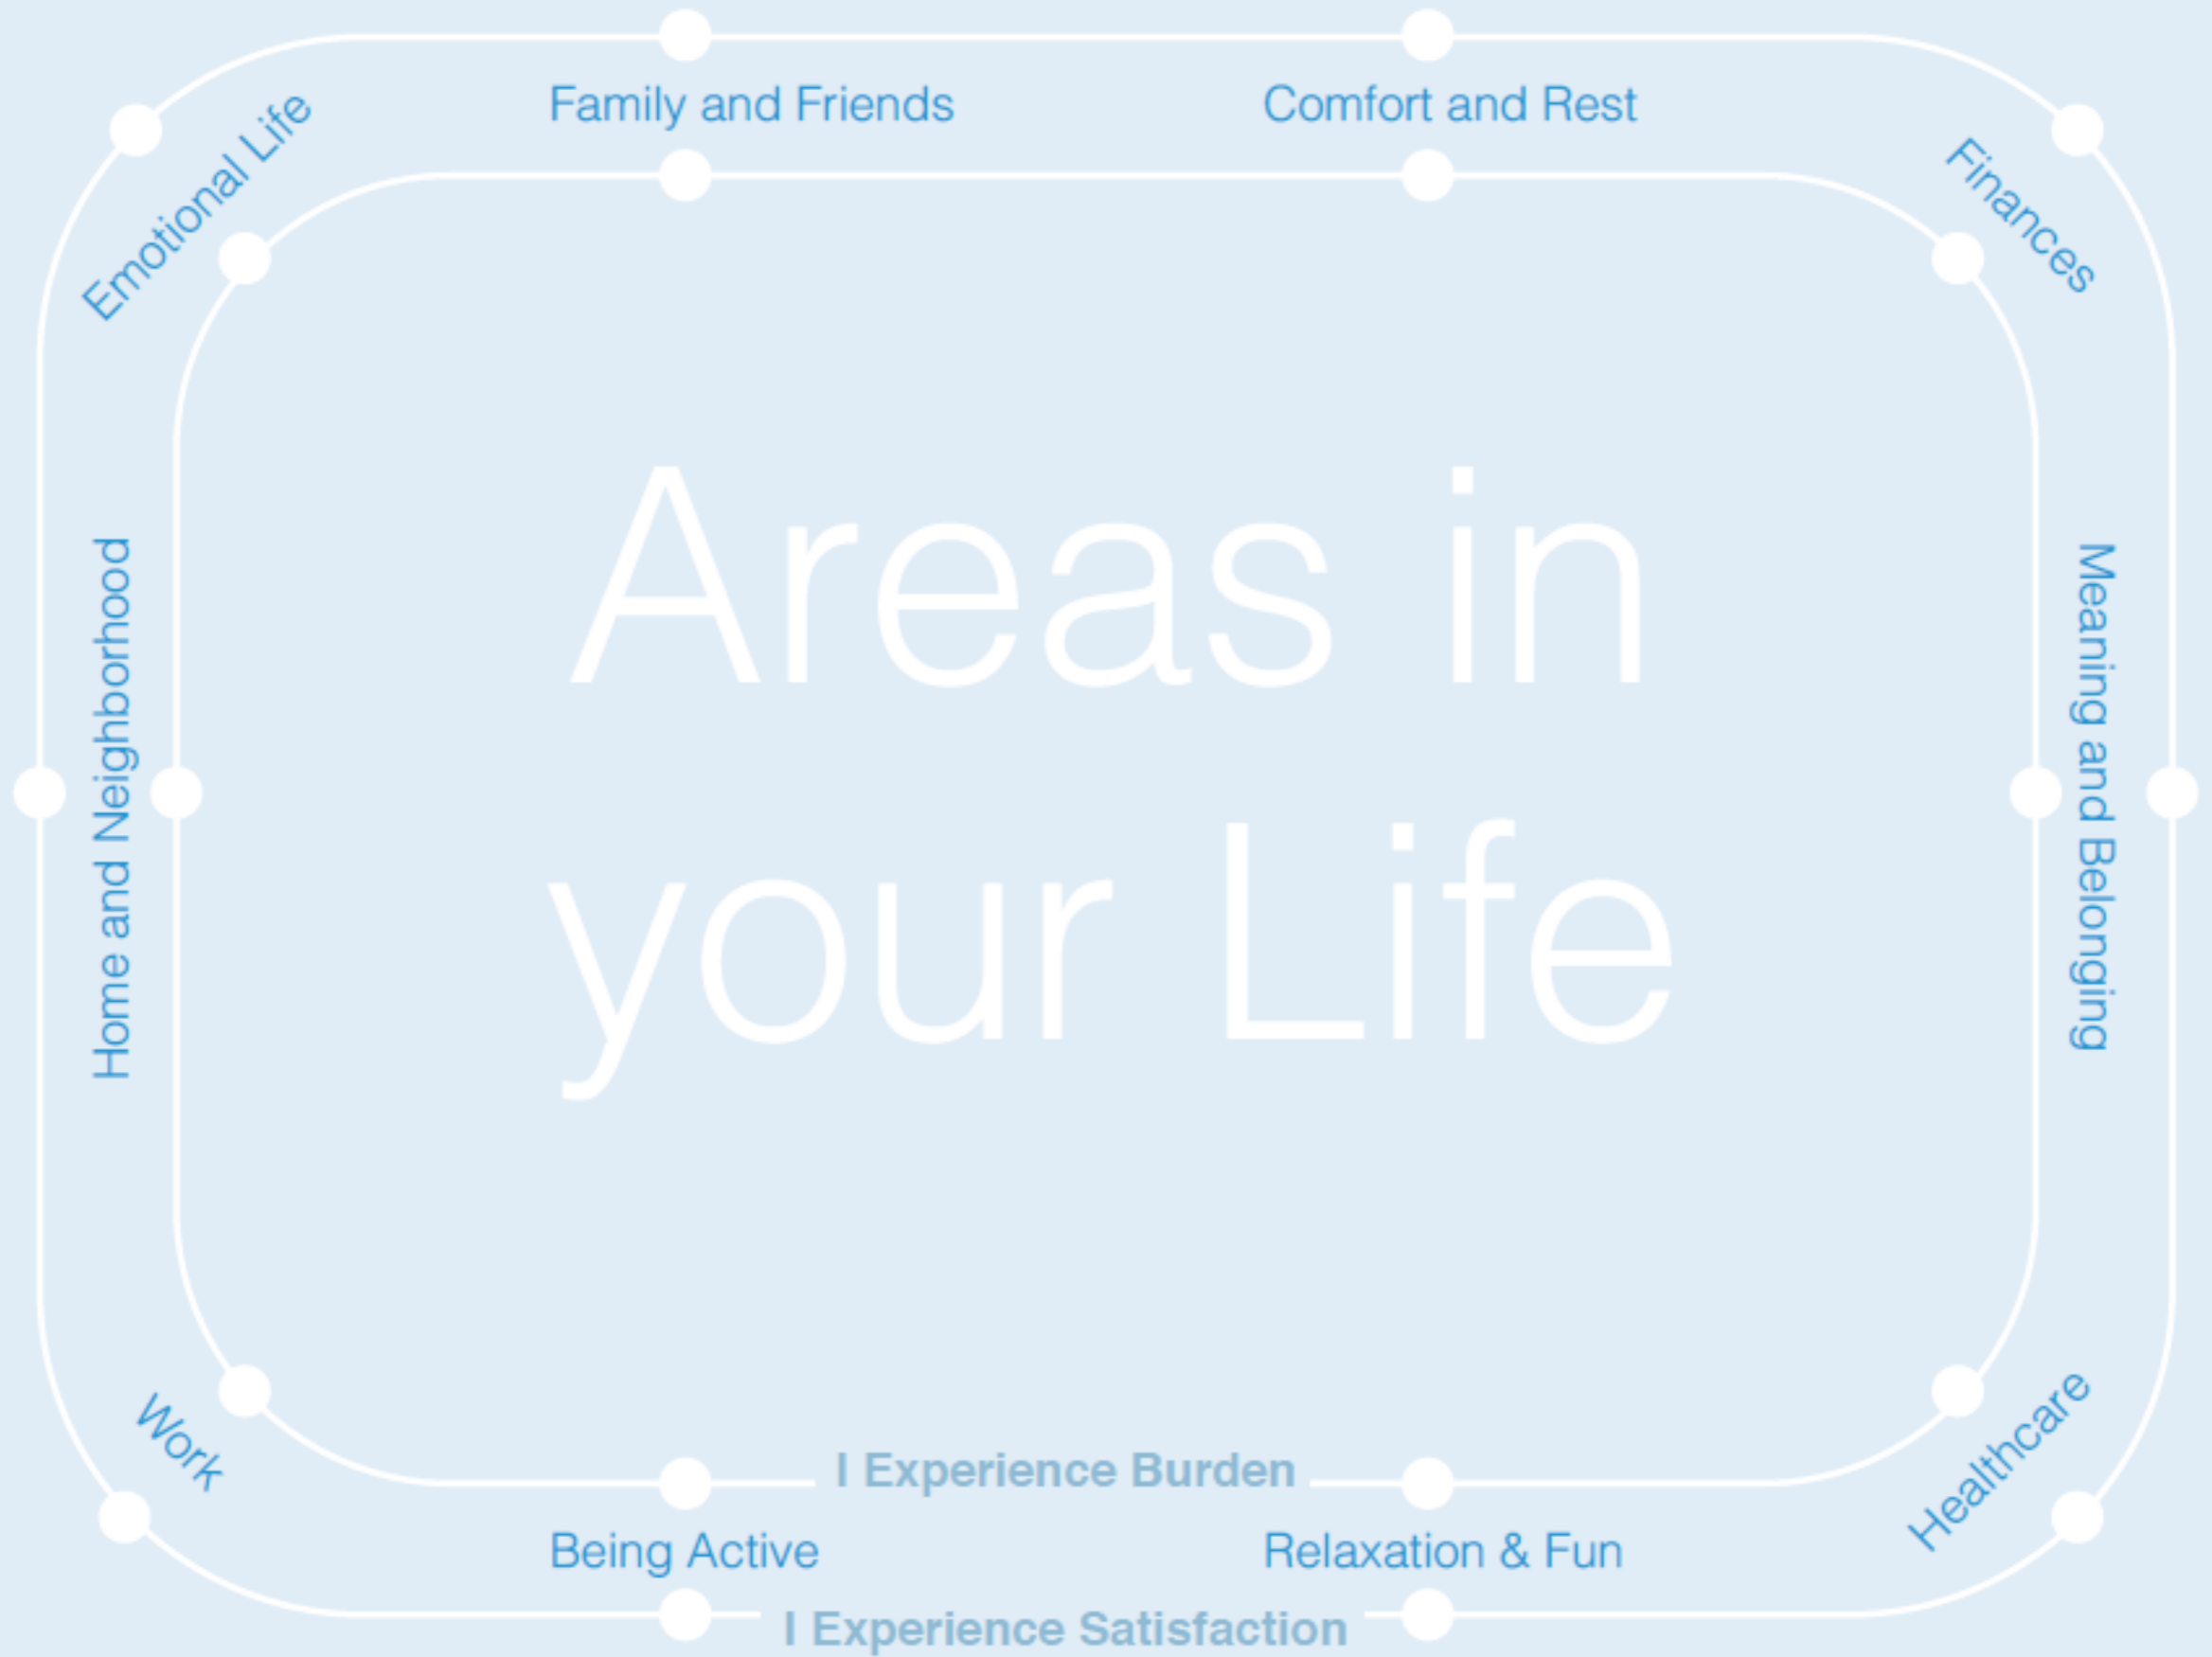 Family and Friends
Comfort and Rest
Emotional Life
Finances
Areas in
your Life
Home and Neighborhood
Meaning and Belonging
Work
Healthcare
I Experience Burden
Being Active
Relaxation & Fun
I Experience Satisfaction